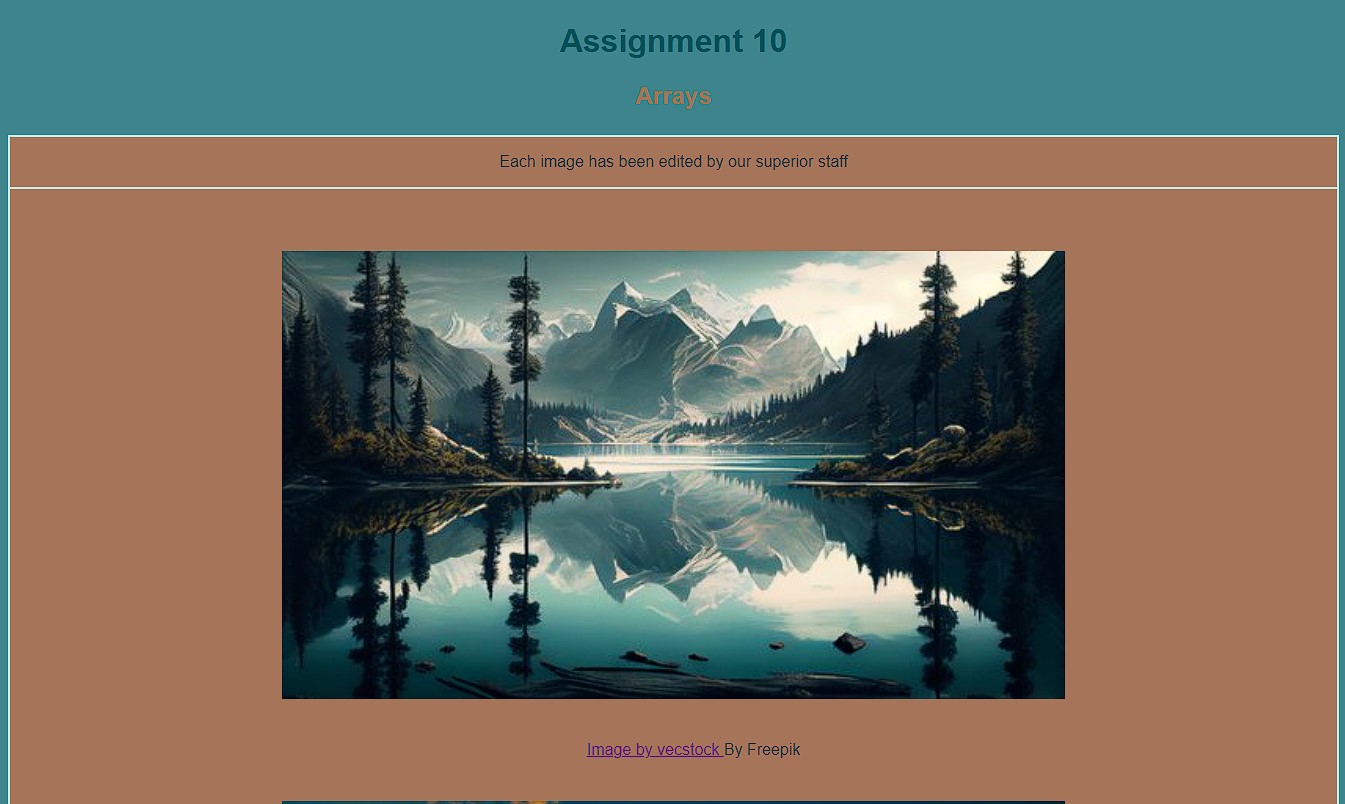 Assignment 10
Arrays
Each image has been edited by our superior staff
Image by vecstock By Freepik